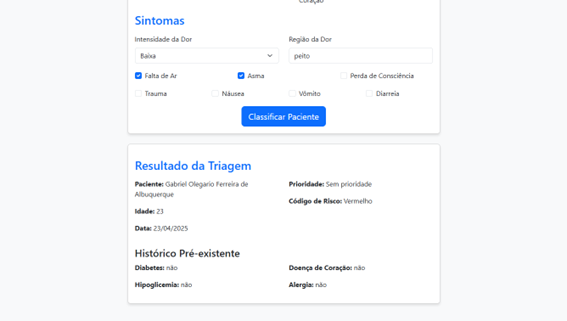 Coração
Sintomas
Intensidade da Dor
Região da Dor
Baixa
peito
Falta de Ar
Asma
Perda de Consciência
Trauma
Náusea
Vômito
Diarreia
Classificar Paciente
Resultado da Triagem
Paciente: Gabriel Olegario Ferreira de
Albuquerque
Prioridade: Sem prioridade
Código de Risco: Vermelho
Idade: 23
Data: 23/04/2025
Histórico Pré-existente
Diabetes: não
Doença de Coração: não
Hipoglicemia: não
Alergia: não